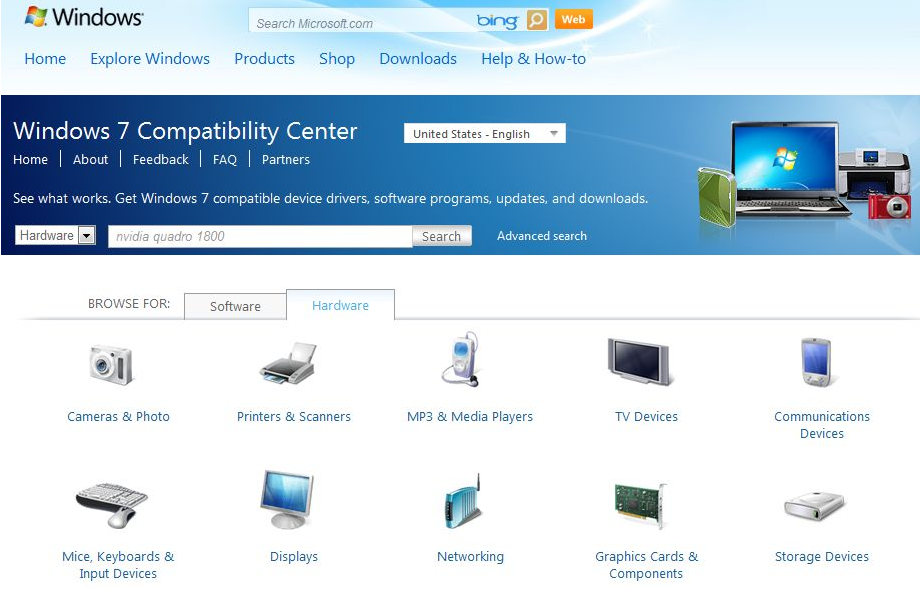 Windows
Search Microsoft.com
bing
Web
Home Explore Windows Products Shop Downloads Help & How-to
Windows 7 Compatibility Center
United States - English
Home About Feedback FAQ Partners
See what works. Get Windows 7 compatible device drivers, software programs, updates, and downloads.
Hardware nvidia quadro 1800 Search Advanced search
BROWSE FOR: Software Hardware
Cameras & Photo
Printers & Scanners
MP3 & Media Players
TV Devices
Communications
Devices
Mice, Keyboards &
Input Devices
Displays
Networking
Graphics Cards &
Components
Storage Devices